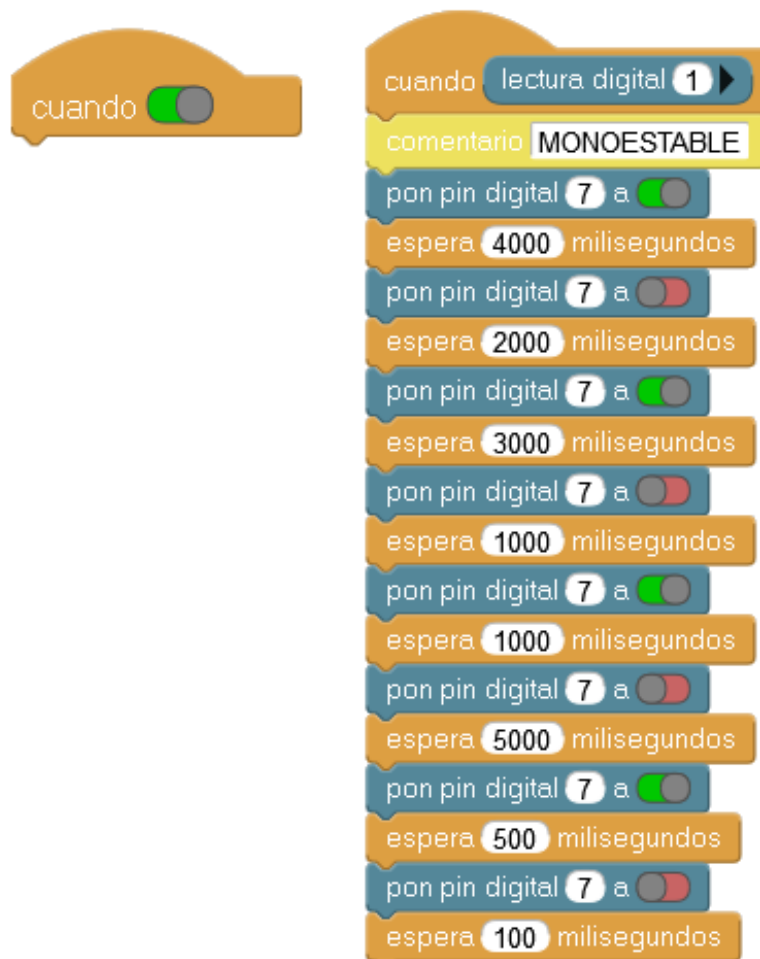 cuando
cuando lectura digital 1
comentario MONOESTABLE
pon pin digital 7 a
espera 4000 milisegundos
pon pin digital 7 a
espera 2000 milisegundos
pon pin digital 7 a
espera 3000 milisegundos
pon pin digital 7 a
espera 1000 milisegundos
pon pin digital 7 a
espera 1000 milisegundos
pon pin digital 7 a
espera 5000 milisegundos
pon pin digital 7 a
espera 500 milisegundos
pon pin digital 7 a
espera 100 milisegundos